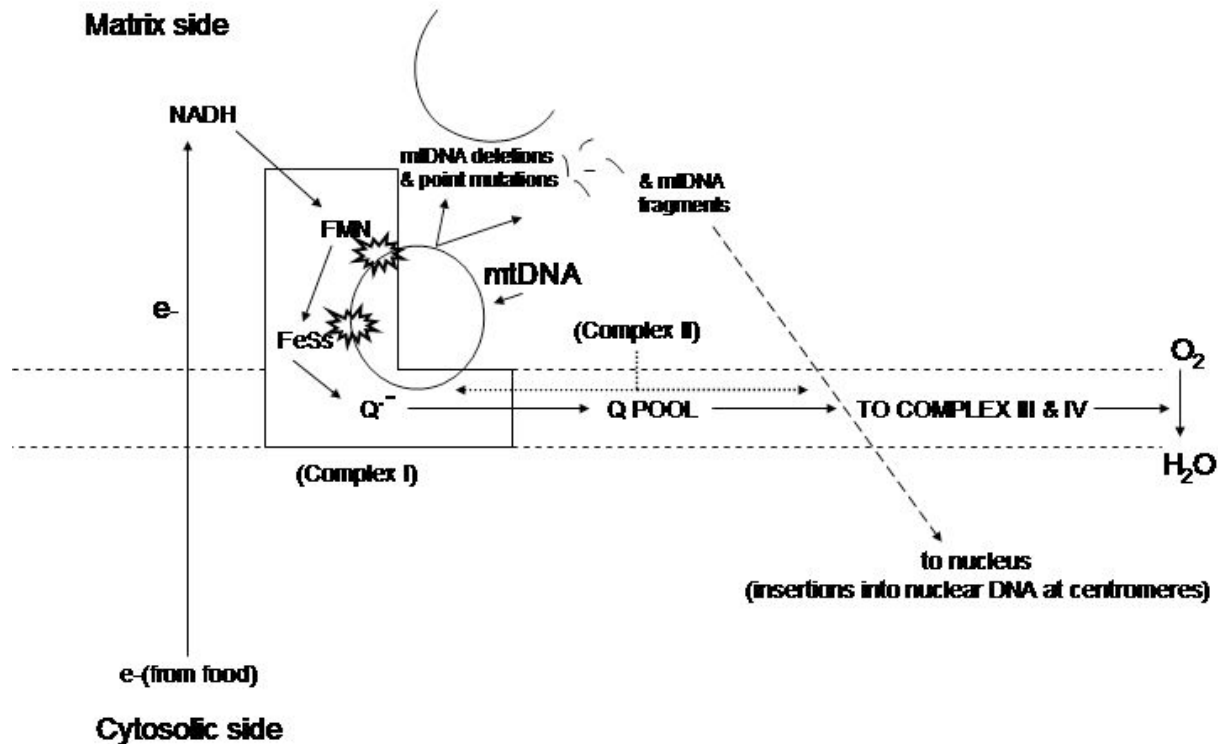 Matrix side
NADH
mtDNA deletions
& point mutations
& mtDNA
fragments
FMN
mtDNA
e-
FeSs
(Complex II)
O₂
Q·⁻
Q POOL
TO COMPLEX III & IV
H₂O
(Complex I)
to nucleus
(insertions into nuclear DNA at centromeres)
e-(from food)
Cytosolic side